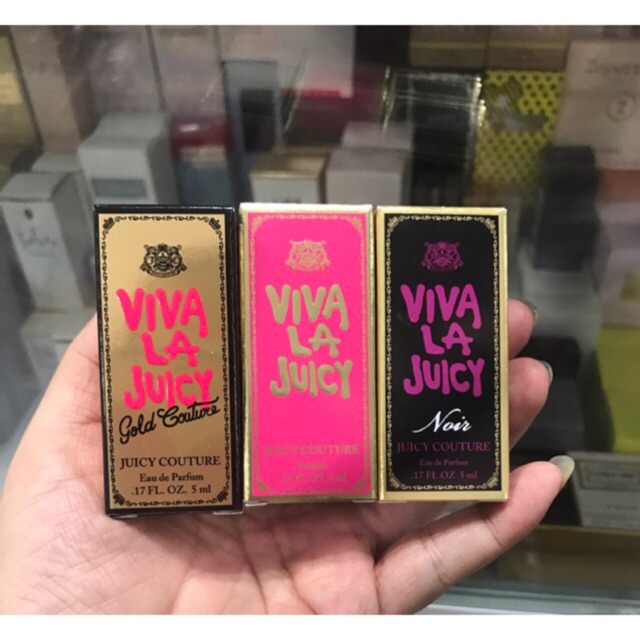 VIVA
LA
JUICY
Gold Couture
JUICY COUTURE
Eau de Parfum
.17 FL. OZ. 5 ml
VIVA
LA
JUICY
JUICY COUTURE
VIVA
LA
JUICY
Noir
JUICY COUTURE
Eau de Parfum
.17 FL. OZ. 5 ml